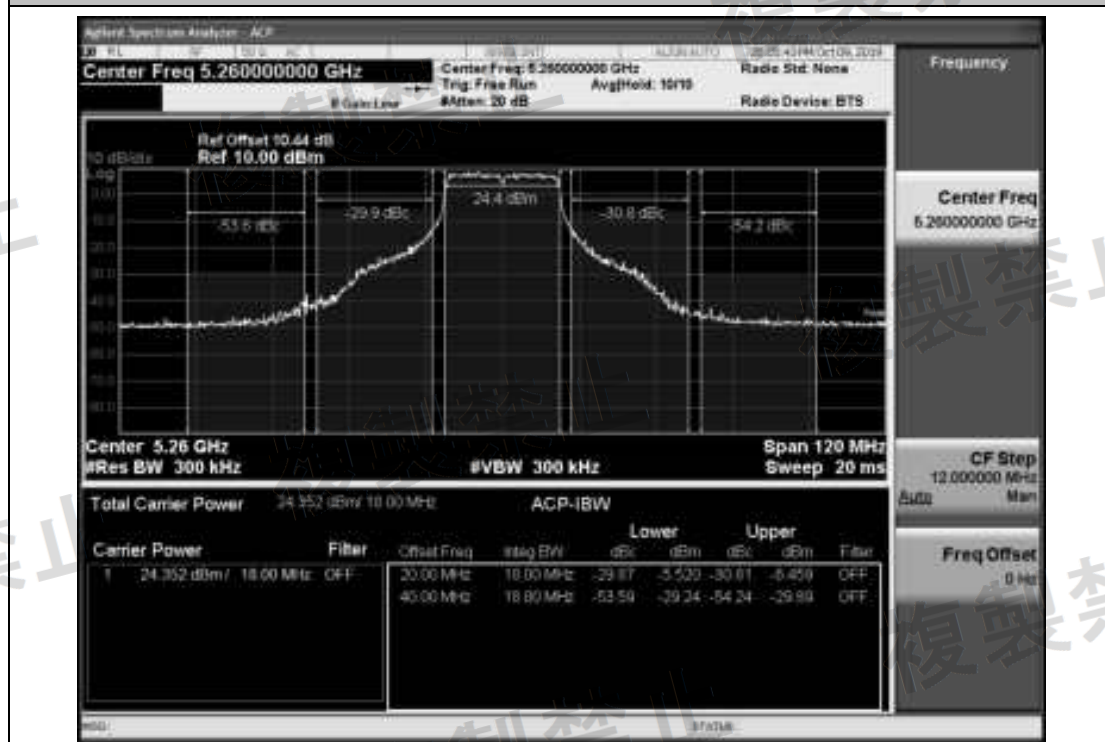 Agilent Spectrum Analyzer - ACP
Center Freq 5.260000000 GHz
Center Freq: 5.260000000 GHz
Trig: Free Run Avg|Hold: 10/10
#Atten: 20 dB
Radio Std: None
Radio Device: BTS
Ref Offset 10.44 dB
10 dB/div Ref 10.00 dBm
Log
24.4 dBm
-53.6 dBc -29.9 dBc -30.8 dBc -54.2 dBc
Center 5.26 GHz Span 120 MHz
#Res BW 300 kHz #VBW 300 kHz Sweep 20 ms
Total Carrier Power 24.352 dBm/ 18.00 MHz ACP-IBW
Lower Upper
Carrier Power Filter Offset Freq Integ BW dBc dBm dBc dBm Filter
1 24.352 dBm / 18.00 MHz OFF 20.00 MHz 18.00 MHz -29.87 -5.520 -30.81 -6.459 OFF
40.00 MHz -53.59 -29.24 -54.24 -29.89 OFF
Frequency
Center Freq
5.260000000 GHz
CF Step
12.000000 MHz
Auto Man
Freq Offset
0 Hz
MSG STATUS
複製禁止